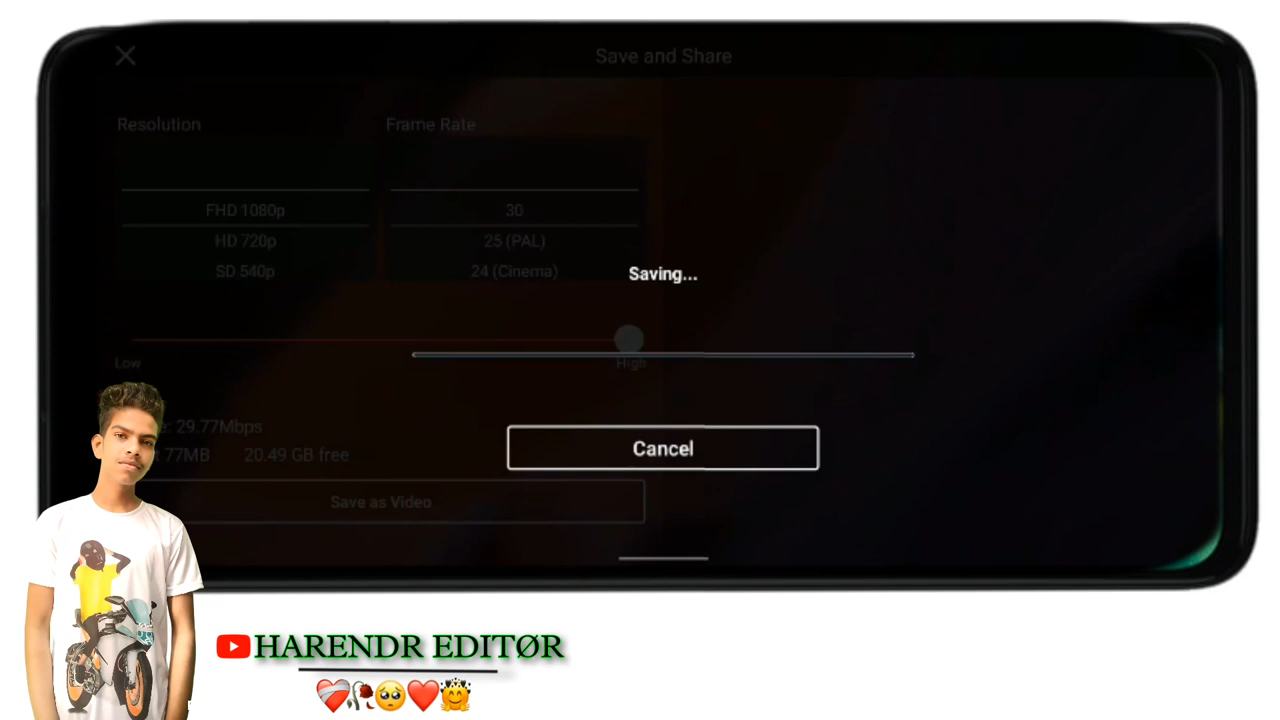 Save and Share
Resolution
Frame Rate
FHD 1080p
30
HD 720p
25 (PAL)
SD 540p
24 (Cinema)
Saving...
Low
High
e: 29.77Mbps
77MB
20.49 GB free
Cancel
Save as Video
HARENDR EDITØR
❤️‍🩹🥀🥺❤️🤗